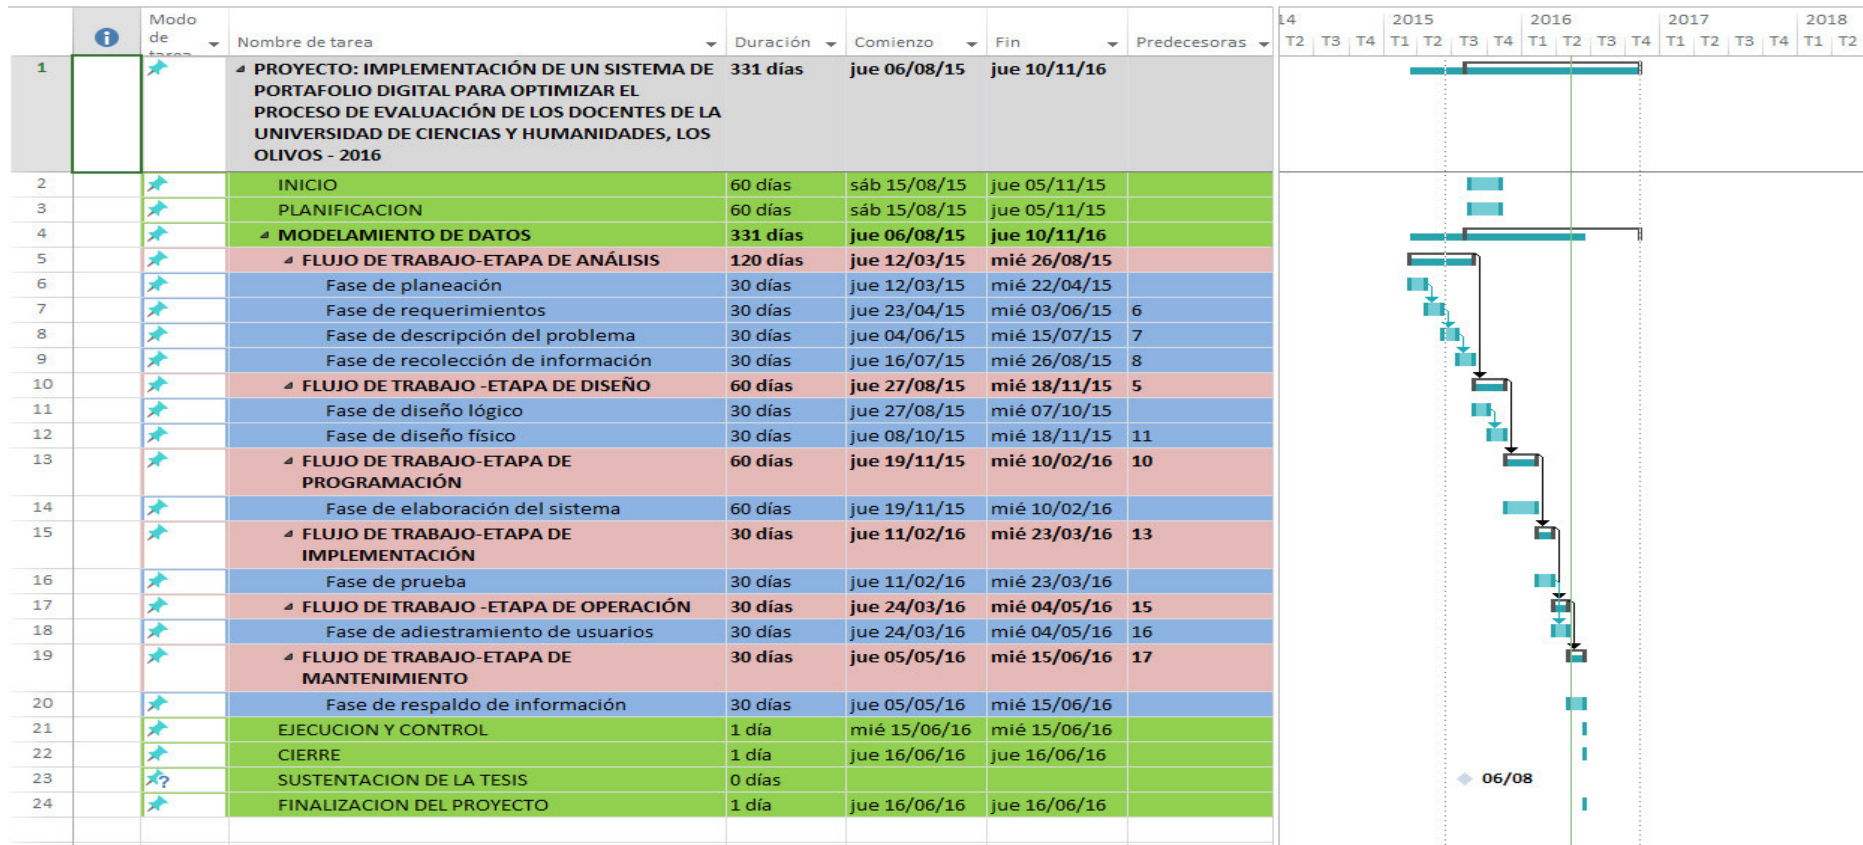 Modo de tarea Nombre de tarea Duración Comienzo Fin Predecesoras
14 2015 2016 2017 2018
T2 T3 T4 T1 T2 T3 T4 T1 T2 T3 T4 T1 T2 T3 T4 T1 T2
1 PROYECTO: IMPLEMENTACIÓN DE UN SISTEMA DE 331 días jue 06/08/15 jue 10/11/16
PORTAFOLIO DIGITAL PARA OPTIMIZAR EL
PROCESO DE EVALUACIÓN DE LOS DOCENTES DE LA
UNIVERSIDAD DE CIENCIAS Y HUMANIDADES, LOS
OLIVOS - 2016
2 INICIO 60 días sáb 15/08/15 jue 05/11/15
3 PLANIFICACION 60 días sáb 15/08/15 jue 05/11/15
4 MODELAMIENTO DE DATOS 331 días jue 06/08/15 jue 10/11/16
5 FLUJO DE TRABAJO-ETAPA DE ANÁLISIS 120 días jue 12/03/15 mié 26/08/15
6 Fase de planeación 30 días jue 12/03/15 mié 22/04/15
7 Fase de requerimientos 30 días jue 23/04/15 mié 03/06/15 6
8 Fase de descripción del problema 30 días jue 04/06/15 mié 15/07/15 7
9 Fase de recolección de información 30 días jue 16/07/15 mié 26/08/15 8
10 FLUJO DE TRABAJO -ETAPA DE DISEÑO 60 días jue 27/08/15 mié 18/11/15 5
11 Fase de diseño lógico 30 días jue 27/08/15 mié 07/10/15
12 Fase de diseño físico 30 días jue 08/10/15 mié 18/11/15 11
13 FLUJO DE TRABAJO-ETAPA DE 60 días jue 19/11/15 mié 10/02/16 10
PROGRAMACIÓN
14 Fase de elaboración del sistema 60 días jue 19/11/15 mié 10/02/16
15 FLUJO DE TRABAJO-ETAPA DE 30 días jue 11/02/16 mié 23/03/16 13
IMPLEMENTACIÓN
16 Fase de prueba 30 días jue 11/02/16 mié 23/03/16
17 FLUJO DE TRABAJO -ETAPA DE OPERACIÓN 30 días jue 24/03/16 mié 04/05/16 15
18 Fase de adiestramiento de usuarios 30 días jue 24/03/16 mié 04/05/16 16
19 FLUJO DE TRABAJO-ETAPA DE 30 días jue 05/05/16 mié 15/06/16 17
MANTENIMIENTO
20 Fase de respaldo de información 30 días jue 05/05/16 mié 15/06/16
21 EJECUCION Y CONTROL 1 día mié 15/06/16 mié 15/06/16
22 CIERRE 1 día jue 16/06/16 jue 16/06/16
23 SUSTENTACION DE LA TESIS 0 días 06/08
24 FINALIZACION DEL PROYECTO 1 día jue 16/06/16 jue 16/06/16